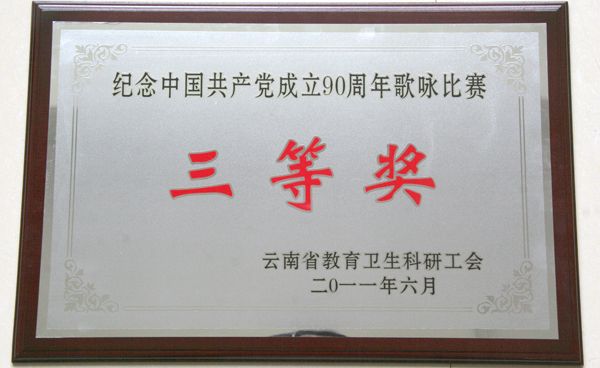 纪念中国共产党成立90周年歌咏比赛
三等奖
云南省教育卫生科研工会
二0一一年六月